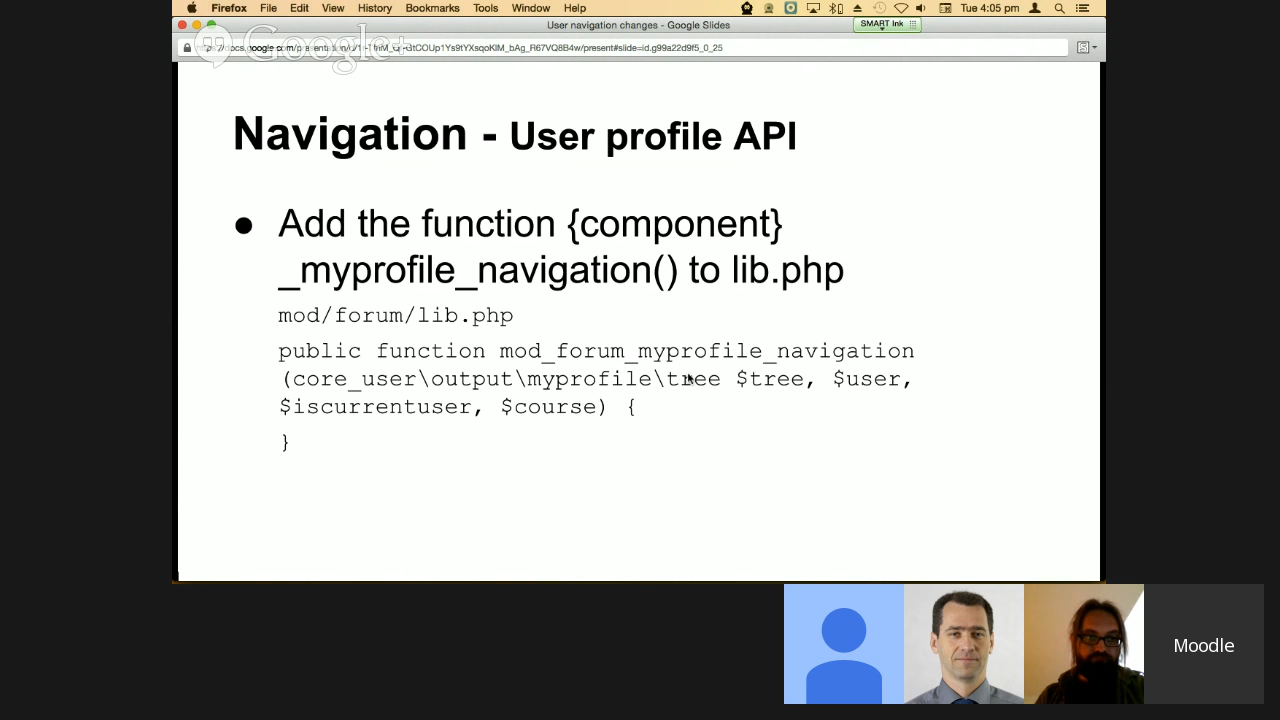 Firefox File Edit View History Bookmarks Tools Window Help Tue 4:05 pm
User navigation changes - Google Slides SMART Ink
Google+
Navigation - User profile API
● Add the function {component}
_myprofile_navigation() to lib.php
mod/forum/lib.php
public function mod_forum_myprofile_navigation
(core_user\output\myprofile\tree $tree, $user,
$iscurrentuser, $course) {
}
Moodle